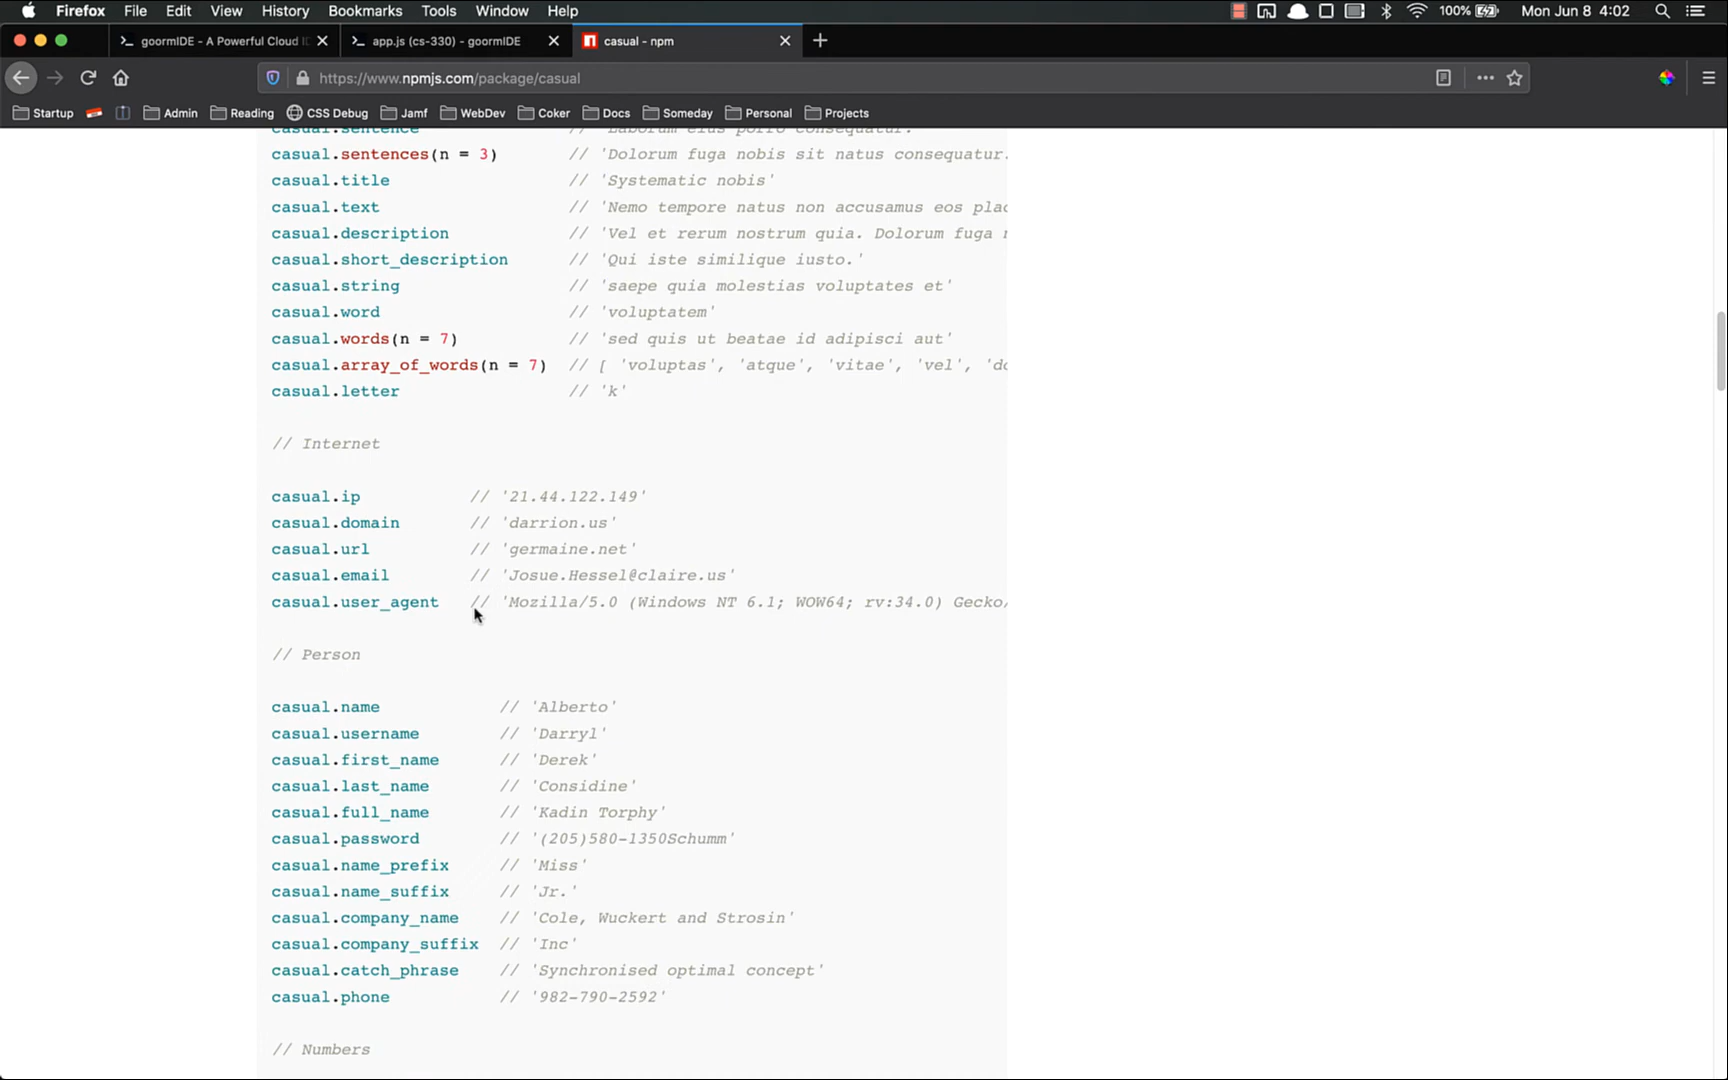 Firefox File Edit View History Bookmarks Tools Window Help 100% Mon Jun 8 4:02
goormIDE - A Powerful Cloud I app.js (cs-330) - goormIDE casual - npm
https://www.npmjs.com/package/casual
Startup Admin Reading CSS Debug Jamf WebDev Coker Docs Someday Personal Projects
casual.sentence // 'Laborum eius porro consequatur.
casual.sentences(n = 3) // 'Dolorum fuga nobis sit natus consequatur.
casual.title // 'Systematic nobis'
casual.text // 'Nemo tempore natus non accusamus eos plac
casual.description // 'Vel et rerum nostrum quia. Dolorum fuga n
casual.short_description // 'Qui iste similique iusto.'
casual.string // 'saepe quia molestias voluptates et'
casual.word // 'voluptatem'
casual.words(n = 7) // 'sed quis ut beatae id adipisci aut'
casual.array_of_words(n = 7) // [ 'voluptas', 'atque', 'vitae', 'vel', 'do
casual.letter // 'k'
// Internet
casual.ip // '21.44.122.149'
casual.domain // 'darrion.us'
casual.url // 'germaine.net'
casual.email // 'Josue.Hessel@claire.us'
casual.user_agent // 'Mozilla/5.0 (Windows NT 6.1; WOW64; rv:34.0) Gecko/
// Person
casual.name // 'Alberto'
casual.username // 'Darryl'
casual.first_name // 'Derek'
casual.last_name // 'Considine'
casual.full_name // 'Kadin Torphy'
casual.password // '(205)580-1350Schumm'
casual.name_prefix // 'Miss'
casual.name_suffix // 'Jr.'
casual.company_name // 'Cole, Wuckert and Strosin'
casual.company_suffix // 'Inc'
casual.catch_phrase // 'Synchronised optimal concept'
casual.phone // '982-790-2592'
// Numbers